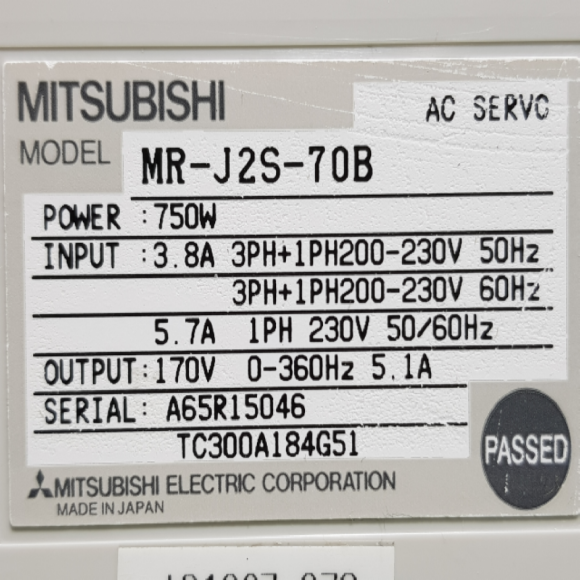 MITSUBISHI
AC SERVO
MODEL MR-J2S-70B
POWER :750W
INPUT :3.8A 3PH+1PH200-230V 50Hz
3PH+1PH200-230V 60Hz
5.7A 1PH 230V 50/60Hz
OUTPUT:170V 0-360Hz 5.1A
SERIAL: A65R15046
TC300A184G51
PASSED
MITSUBISHI ELECTRIC CORPORATION
MADE IN JAPAN